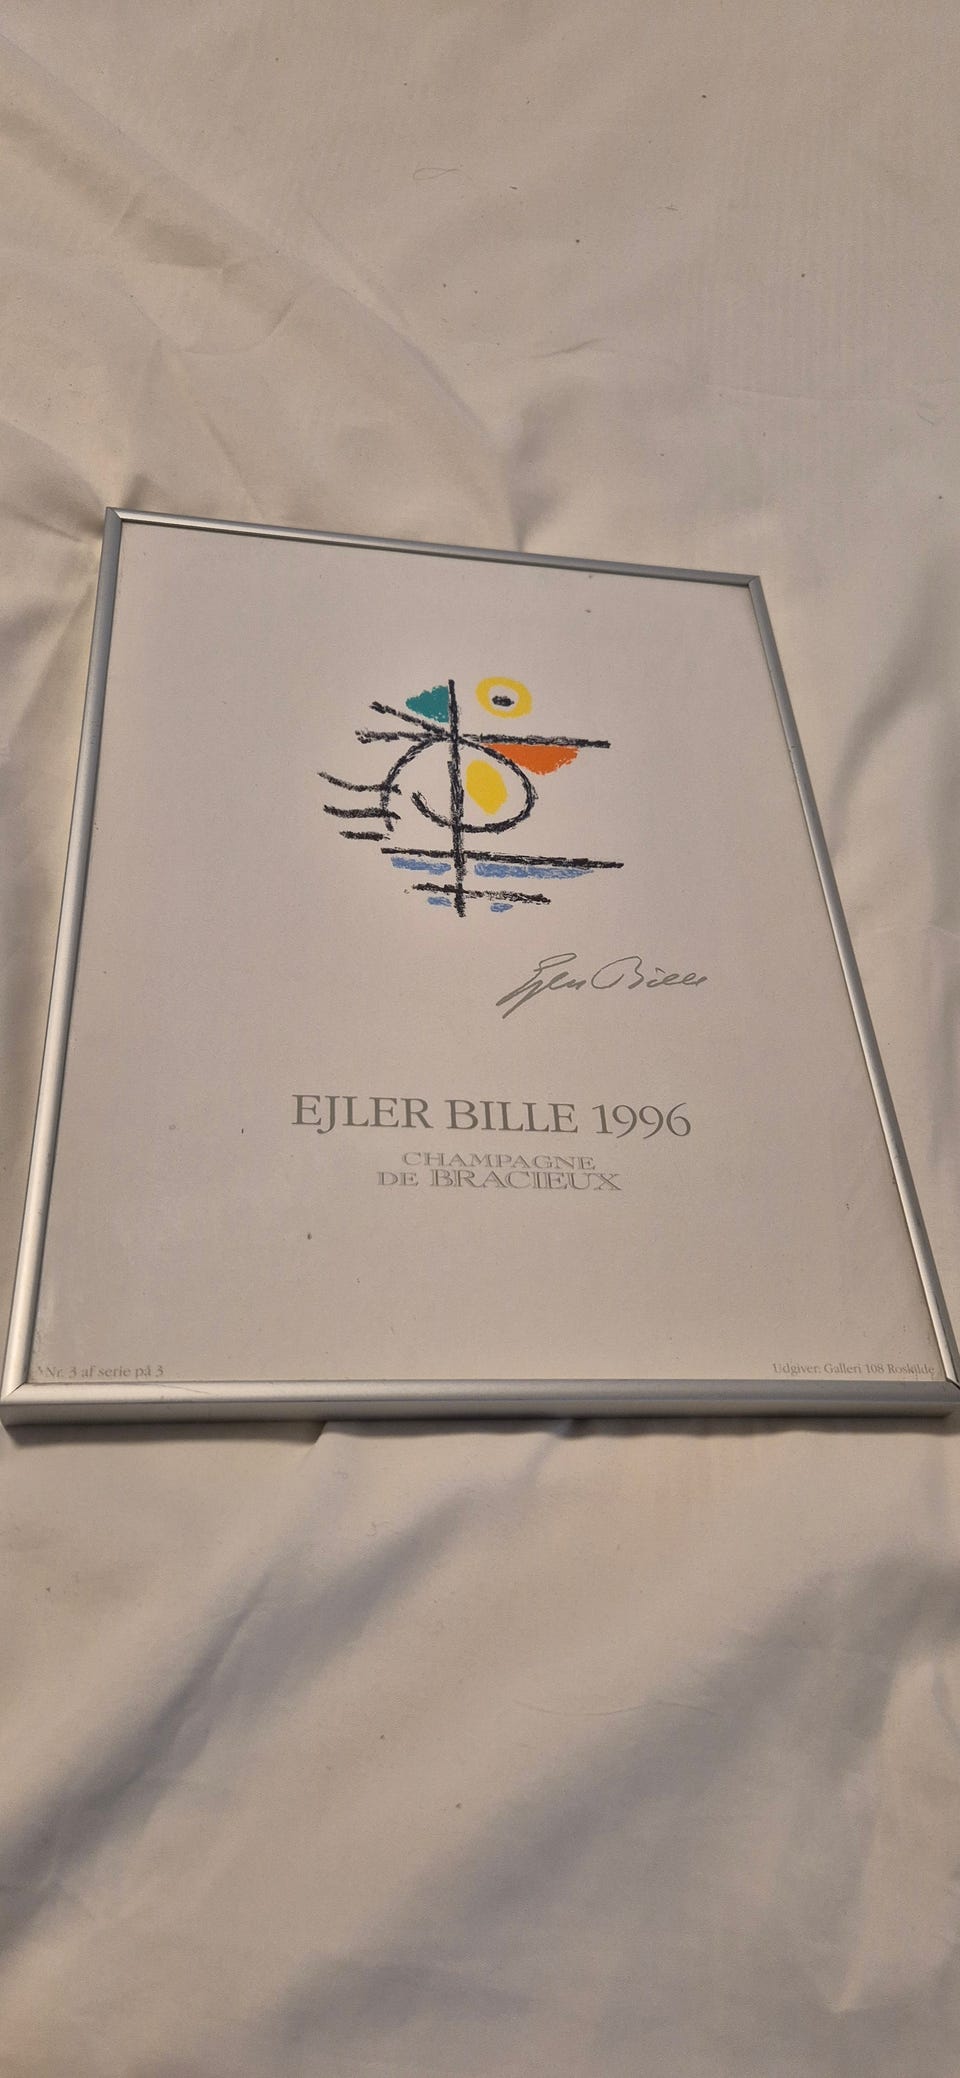 Ejler Bille
EJLER BILLE 1996
CHAMPAGNE
DE BRACIEUX
Nr. 3 af serie på 3
Udgiver: Galleri 108 Roskilde